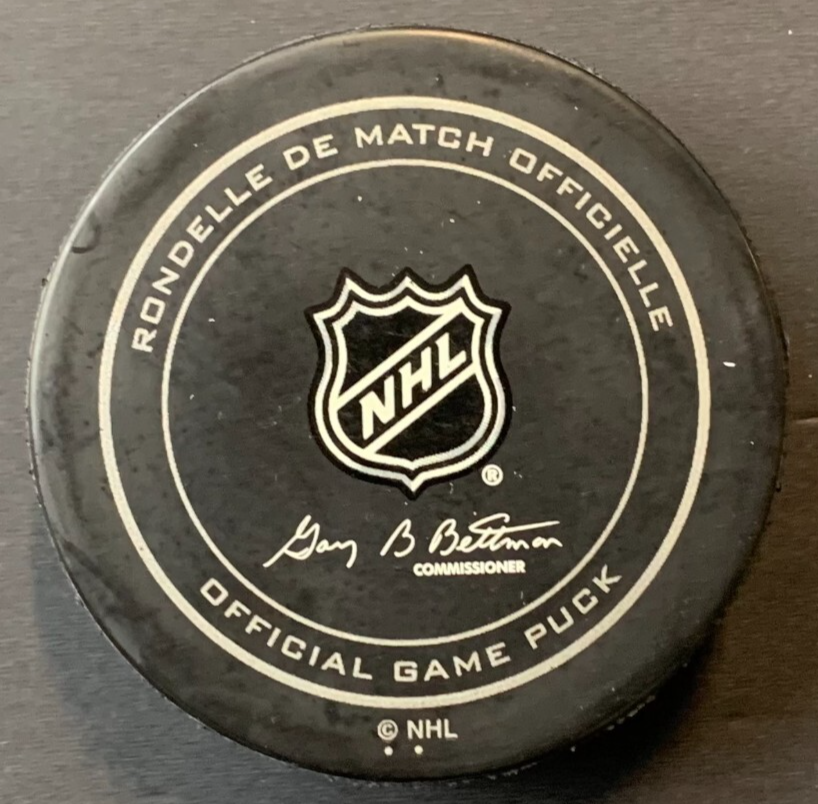 RONDELLE DE MATCH OFFICIELLE
NHL
®
Gary B Bettman
COMMISSIONER
OFFICIAL GAME PUCK
© NHL